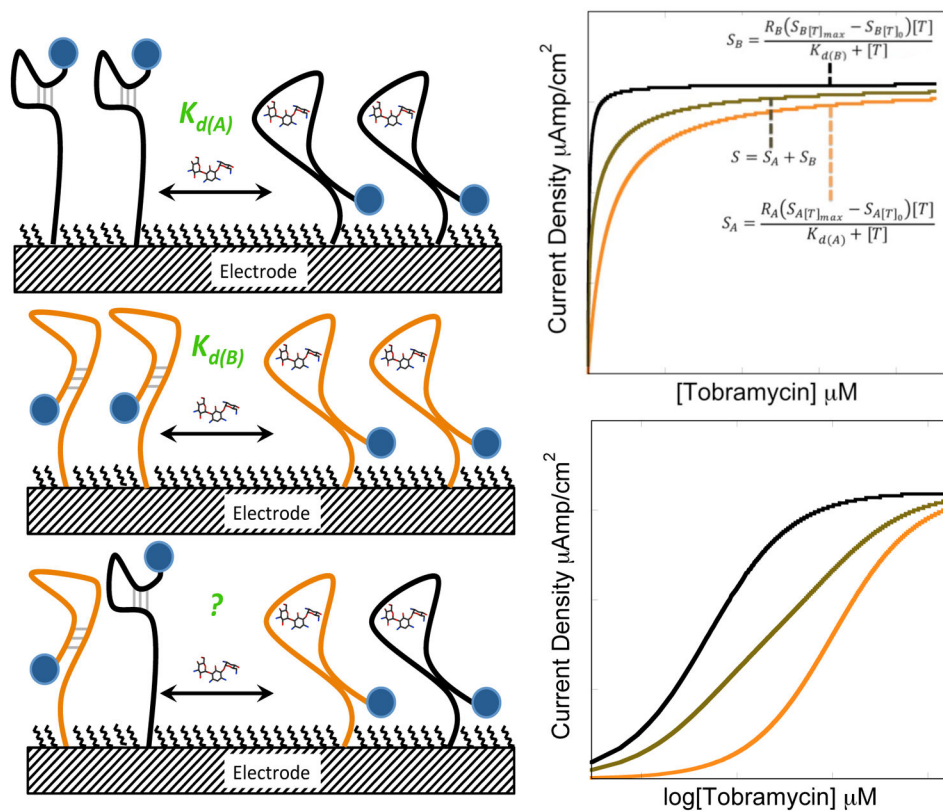 K_d(A)
Electrode
K_d(B)
Electrode
?
Electrode
Current Density µAmp/cm²
S_B = R_B(S_B[T]max − S_B[T]₀)[T] / K_d(B) + [T]
S = S_A + S_B
S_A = R_A(S_A[T]max − S_A[T]₀)[T] / K_d(A) + [T]
[Tobramycin] µM
Current Density µAmp/cm²
log[Tobramycin] µM